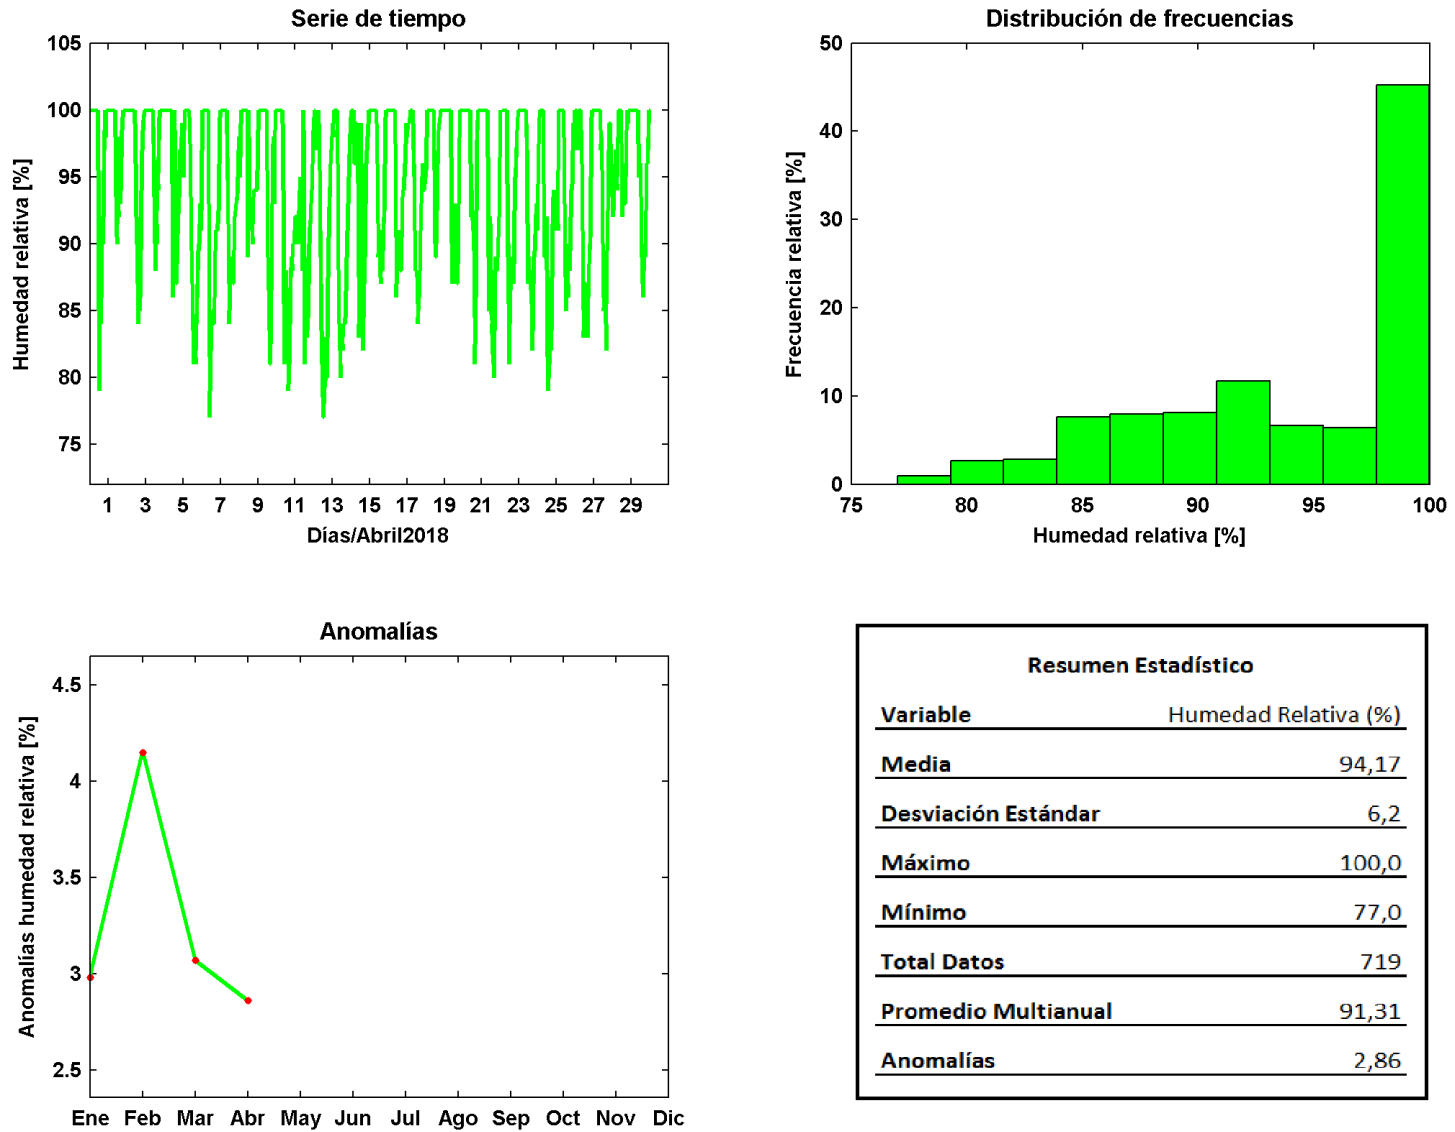 Serie de tiempo
Humedad relativa [%]
105
100
95
90
85
80
75
1 3 5 7 9 11 13 15 17 19 21 23 25 27 29
Días/Abril2018
Distribución de frecuencias
Frecuencia relativa [%]
50
40
30
20
10
0
75 80 85 90 95 100
Humedad relativa [%]
Anomalías
Anomalías humedad relativa [%]
4.5
4
3.5
3
2.5
Ene Feb Mar Abr May Jun Jul Ago Sep Oct Nov Dic
Resumen Estadístico
Variable Humedad Relativa (%)
Media 94,17
Desviación Estándar 6,2
Máximo 100,0
Mínimo 77,0
Total Datos 719
Promedio Multianual 91,31
Anomalías 2,86